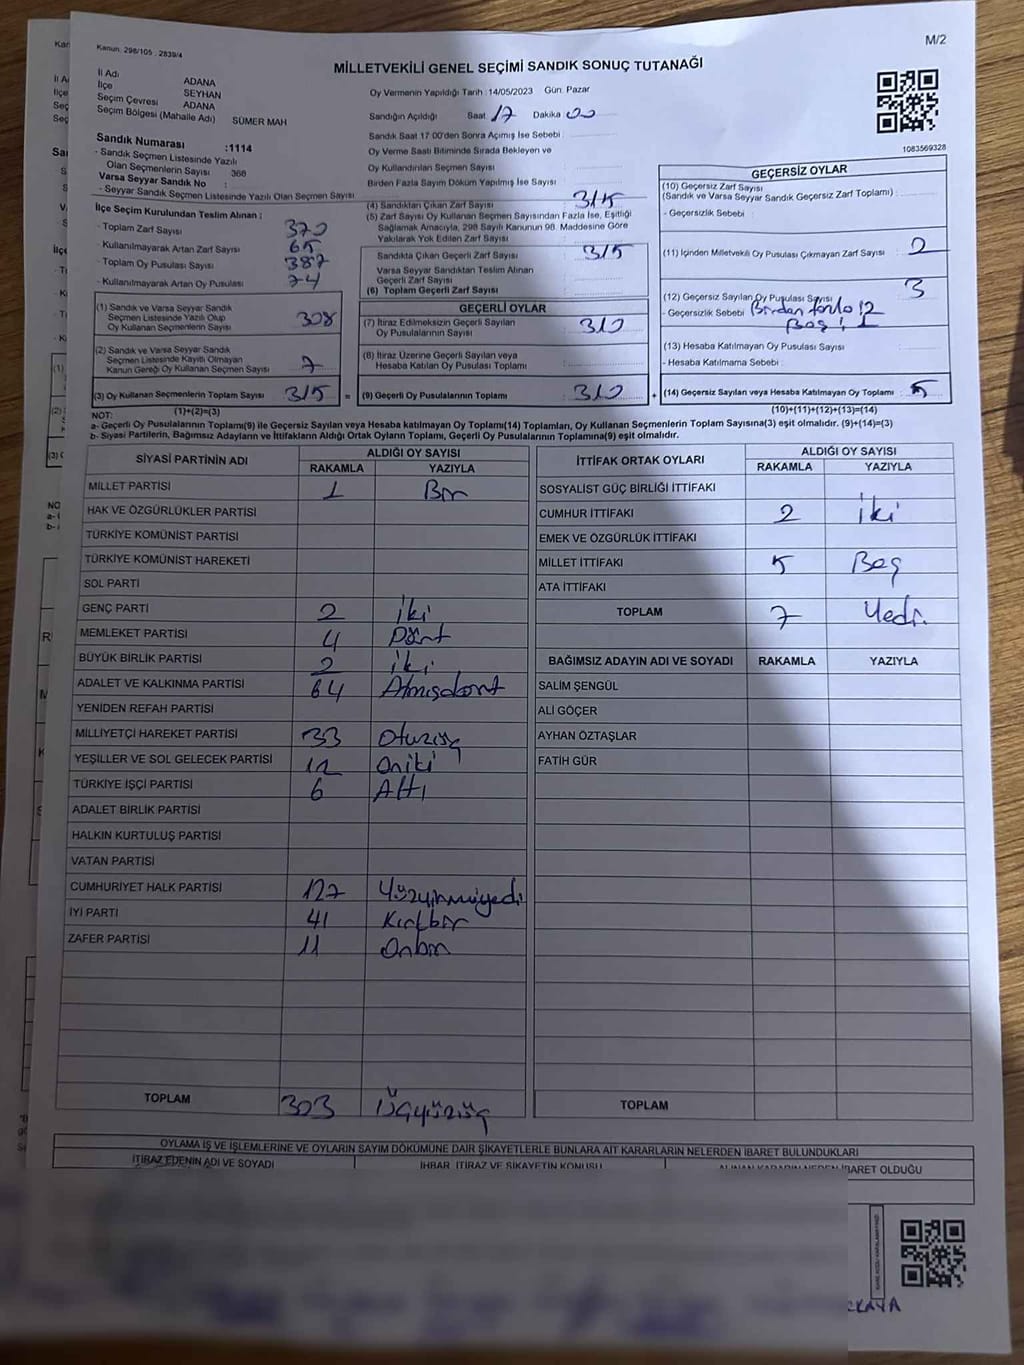 Kanun. 298/105 . 2839/4
M/2
MİLLETVEKİLİ GENEL SEÇİMİ SANDIK SONUÇ TUTANAĞI
İl Adı ADANA
İlçe SEYHAN
Seçim Çevresi ADANA
Seçim Bölgesi (Mahalle Adı) SÜMER MAH
Sandık Numarası :1114
- Sandık Seçmen Listesinde Yazılı
Olan Seçmenlerin Sayısı 368
Varsa Seyyar Sandık No :
- Seyyar Sandık Seçmen Listesinde Yazılı Olan Seçmen Sayısı
İlçe Seçim Kurulundan Teslim Alınan :
- Toplam Zarf Sayısı 370
- Kullanılmayarak Artan Zarf Sayısı 65
- Toplam Oy Pusulası Sayısı 387
- Kullanılmayarak Artan Oy Pusulası 74
(1) Sandık ve Varsa Seyyar Sandık
Seçmen Listesinde Yazılı Olup
Oy Kullanan Seçmenlerin Sayısı 308
(2) Sandık ve Varsa Seyyar Sandık
Seçmen Listesinde Kayıtlı Olmayan
Kanun Gereği Oy Kullanan Seçmen Sayısı 7
(3) Oy Kullanan Seçmenlerin Toplam Sayısı 315 =
(1)+(2)=(3)
Oy Vermenin Yapıldığı Tarih :14/05/2023 Gün: Pazar
Sandığın Açıldığı Saat 17 Dakika 00
Sandık Saat 17:00'den Sonra Açımış İse Sebebi :
Oy Verme Saati Bitiminde Sırada Bekleyen ve
Oy Kullandırılan Seçmen Sayısı :
Birden Fazla Sayım Döküm Yapılmış İse Sayısı :
(4) Sandıktan Çıkan Zarf Sayısı : 315
(5) Zarf Sayısı Oy Kullanan Seçmen Sayısından Fazla İse, Eşitliği
Sağlamak Amacıyla, 298 Sayılı Kanunun 98. Maddesine Göre
Yakılarak Yok Edilen Zarf Sayısı :
Sandıkta Çıkan Geçerli Zarf Sayısı : 315
Varsa Seyyar Sandıktan Teslim Alınan
Geçerli Zarf Sayısı :
(6) Toplam Geçerli Zarf Sayısı :
GEÇERLİ OYLAR
(7) İtiraz Edilmeksizin Geçerli Sayılan
Oy Pusulalarının Sayısı : 310
(8) İtiraz Üzerine Geçerli Sayılan veya
Hesaba Katılan Oy Pusulası Toplamı :
(9) Geçerli Oy Pusulalarının Toplamı : 310 +
1083569328
GEÇERSİZ OYLAR
(10) Geçersiz Zarf Sayısı
(Sandık ve Varsa Seyyar Sandık Geçersiz Zarf Toplamı) :
- Geçersizlik Sebebi :
(11) İçinden Milletvekili Oy Pusulası Çıkmayan Zarf Sayısı : 2
(12) Geçersiz Sayılan Oy Pusulası Sayısı : 3
- Geçersizlik Sebebi : Birden fazla : 2
Boş : 1
(13) Hesaba Katılmayan Oy Pusulası Sayısı :
- Hesaba Katılmama Sebebi :
(14) Geçersiz Sayılan veya Hesaba Katılmayan Oy Toplamı : 5
(10)+(11)+(12)+(13)=(14)
NOT:
a- Geçerli Oy Pusulalarının Toplamı(9) ile Geçersiz Sayılan veya Hesaba katılmayan Oy Toplamı(14) Toplamları, Oy Kullanan Seçmenlerin Toplam Sayısına(3) eşit olmalıdır. (9)+(14)=(3)
b- Siyasi Partilerin, Bağımsız Adayların ve İttifakların Aldığı Ortak Oyların Toplamı, Geçerli Oy Pusulalarının Toplamına(9) eşit olmalıdır.
SİYASİ PARTİNİN ADI ALDIĞI OY SAYISI
RAKAMLA YAZIYLA
MİLLET PARTİSİ 1 Bir
HAK VE ÖZGÜRLÜKLER PARTİSİ
TÜRKİYE KOMÜNİST PARTİSİ
TÜRKİYE KOMÜNİST HAREKETİ
SOL PARTİ
GENÇ PARTİ 2 iki
MEMLEKET PARTİSİ 4 Dört
BÜYÜK BİRLİK PARTİSİ 2 iki
ADALET VE KALKINMA PARTİSİ 64 Atmışdört
YENİDEN REFAH PARTİSİ
MİLLİYETÇİ HAREKET PARTİSİ 33 Otuzüç
YEŞİLLER VE SOL GELECEK PARTİSİ 12 Oniki
TÜRKİYE İŞÇİ PARTİSİ 6 Altı
ADALET BİRLİK PARTİSİ
HALKIN KURTULUŞ PARTİSİ
VATAN PARTİSİ
CUMHURİYET HALK PARTİSİ 127 Yüzyirmiyedi
İYİ PARTİ 41 Kırkbir
ZAFER PARTİSİ 11 Onbir
TOPLAM 303 Üçyüzüç
İTTİFAK ORTAK OYLARI ALDIĞI OY SAYISI
RAKAMLA YAZIYLA
SOSYALİST GÜÇ BİRLİĞİ İTTİFAKI
CUMHUR İTTİFAKI 2 iki
EMEK VE ÖZGÜRLÜK İTTİFAKI
MİLLET İTTİFAKI 5 Beş
ATA İTTİFAKI
TOPLAM 7 Yedi.
BAĞIMSIZ ADAYIN ADI VE SOYADI RAKAMLA YAZIYLA
SALİM ŞENGÜL
ALİ GÖÇER
AYHAN ÖZTAŞLAR
FATİH GÜR
TOPLAM
OYLAMA İŞ VE İŞLEMLERİNE VE OYLARIN SAYIM DÖKÜMÜNE DAİR ŞİKAYETLERLE BUNLARA AİT KARARLARIN NELERDEN İBARET BULUNDUKLARI
İTİRAZ EDENİN ADI VE SOYADI İHBAR, İTİRAZ VE ŞİKAYETİN KONUSU ALINAN KARARIN NEDEN İBARET OLDUĞU